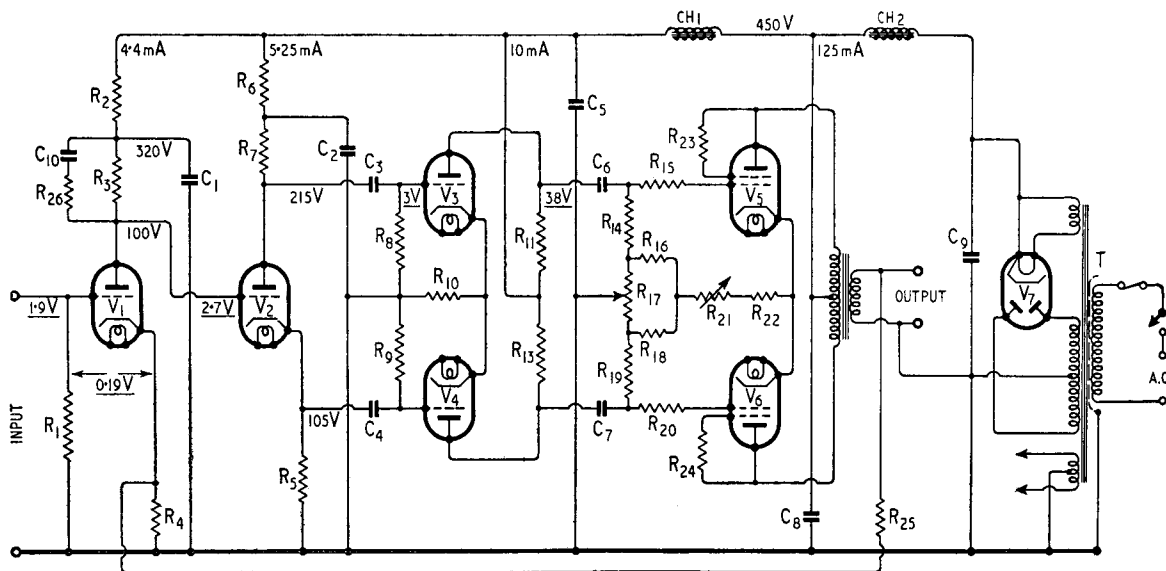 CH1
450V
CH2
4·4mA
5·25mA
10mA
125mA
R2
R6
C5
R23
C10
320V
R7
C2
C3
C6
R15
V5
R26
R3
C1
215V
3V
V3
38V
R14
R16
C9
T
100V
R8
R11
R10
R17
R21
R22
OUTPUT
V7
1·9V
V1
2·7V
V2
R9
R13
R18
R19
A.C
0·19V
V4
V6
INPUT
R1
105V
C4
C7
R20
R5
R24
R4
C8
R25